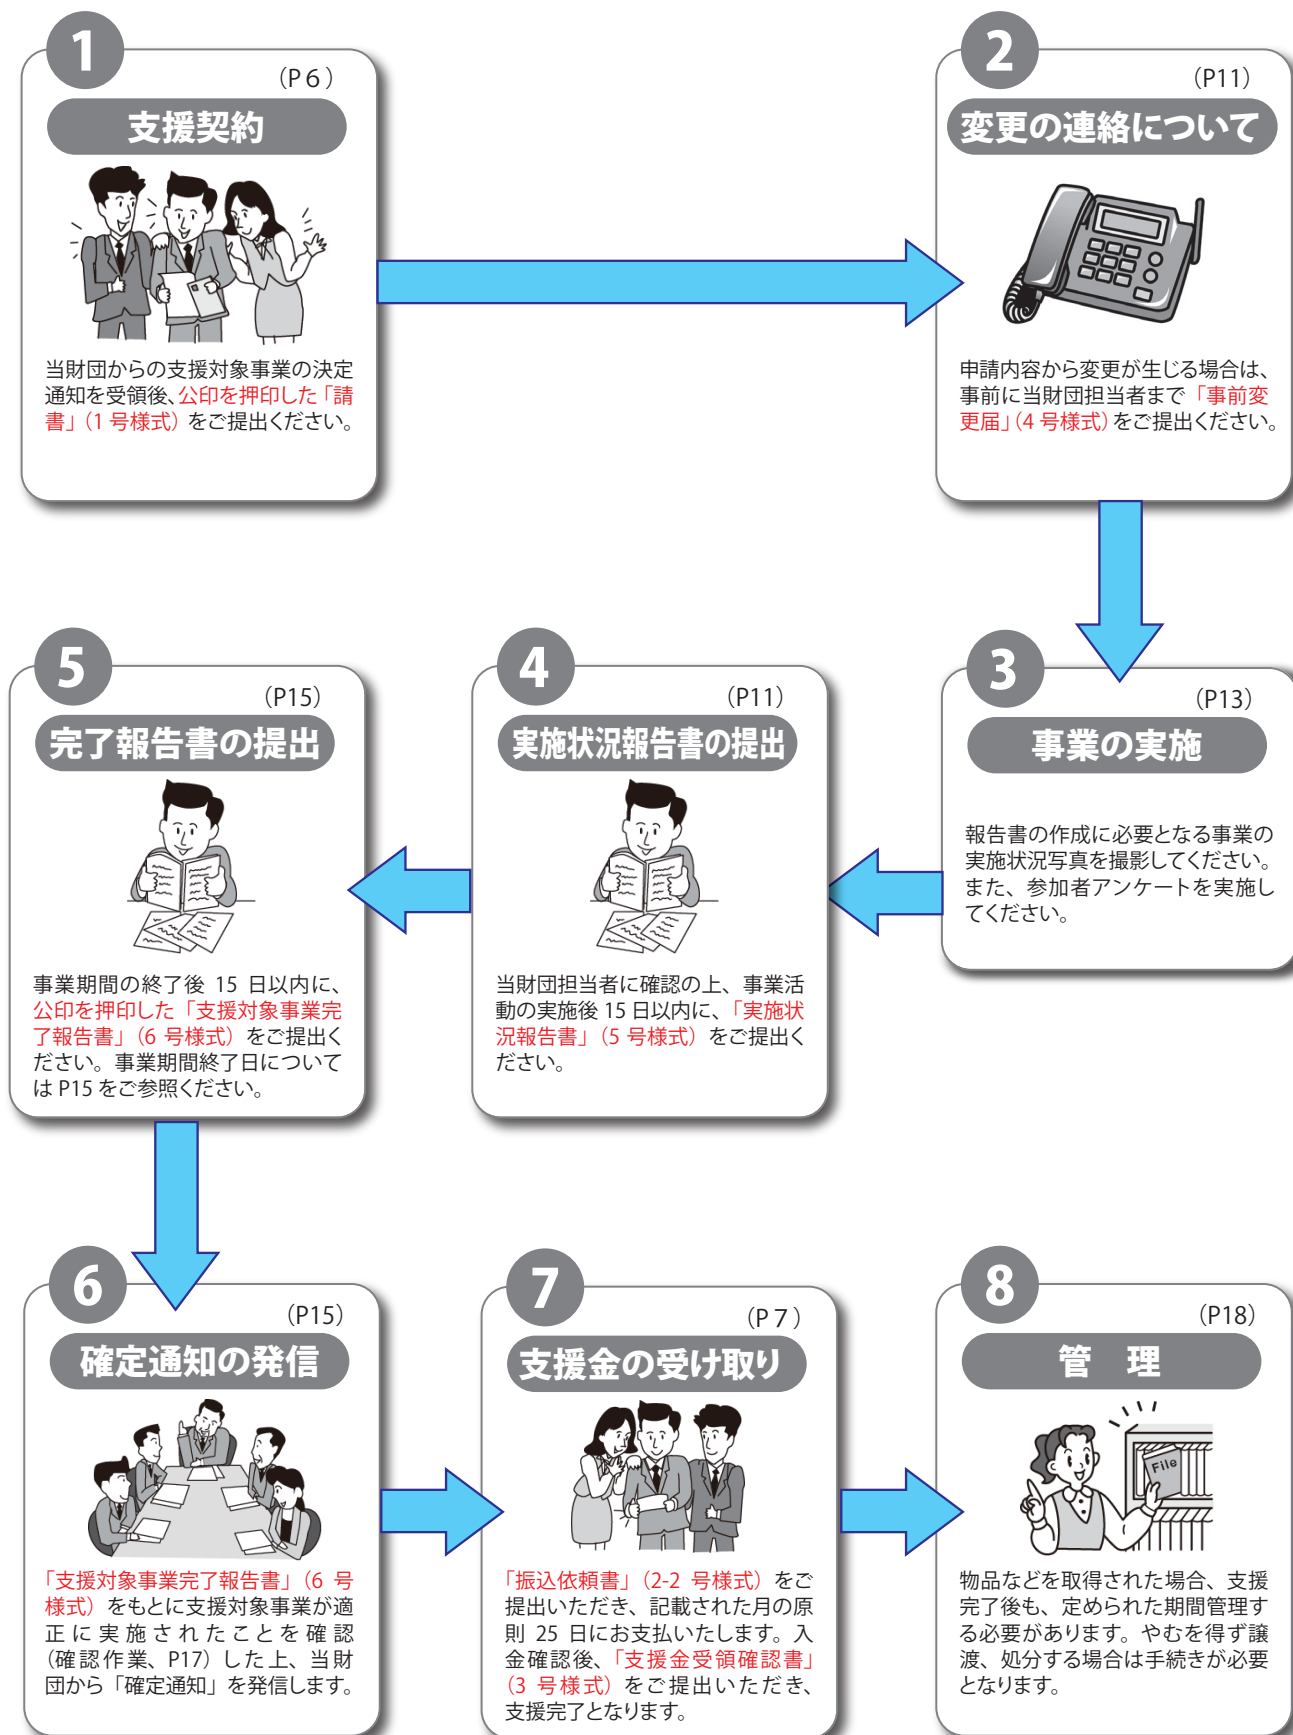 1
（P 6）
支援契約
当財団からの支援対象事業の決定
通知を受領後、公印を押印した「請
書」（1 号様式）をご提出ください。
2
（P11）
変更の連絡について
申請内容から変更が生じる場合は、
事前に当財団担当者まで「事前変
更届」（4 号様式）をご提出ください。
3
（P13）
事業の実施
報告書の作成に必要となる事業の
実施状況写真を撮影してください。
また、参加者アンケートを実施し
てください。
4
（P11）
実施状況報告書の提出
当財団担当者に確認の上、事業活
動の実施後 15 日以内に、「実施状
況報告書」（5 号様式）をご提出く
ださい。
5
（P15）
完了報告書の提出
事業期間の終了後 15 日以内に、
公印を押印した「支援対象事業完
了報告書」（6 号様式）をご提出く
ださい。事業期間終了日について
は P15 をご参照ください。
6
（P15）
確定通知の発信
「支援対象事業完了報告書」（6 号
様式）をもとに支援対象事業が適
正に実施されたことを確認
（確認作業、P17）した上、当財
団から「確定通知」を発信します。
7
（P 7）
支援金の受け取り
「振込依頼書」（2-2 号様式）をご
提出いただき、記載された月の原
則 25 日にお支払いたします。入
金確認後、「支援金受領確認書」
（3 号様式）をご提出いただき、
支援完了となります。
8
（P18）
管　理
File
物品などを取得された場合、支援
完了後も、定められた期間管理す
る必要があります。やむを得ず譲
渡、処分する場合は手続きが必要
となります。